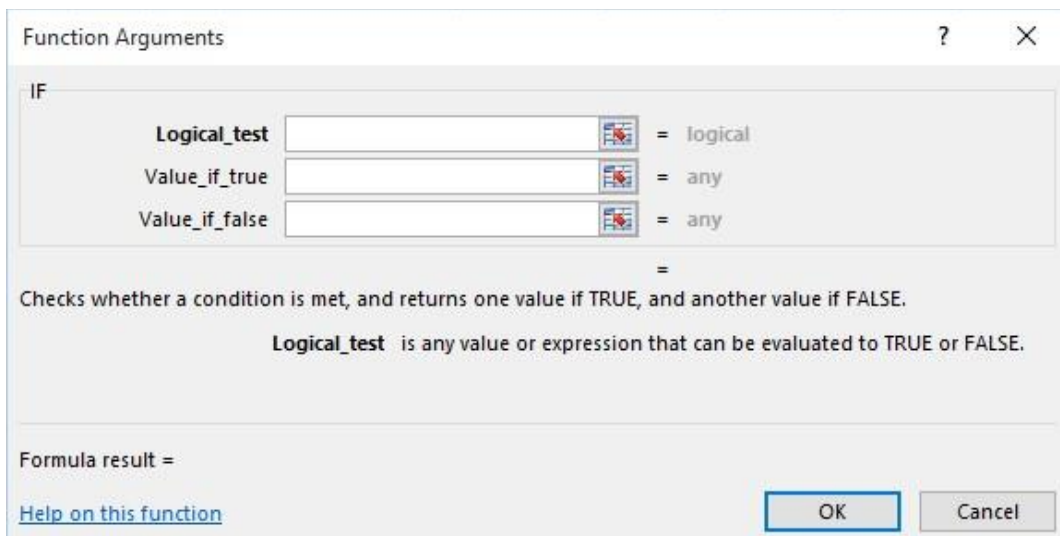 Function Arguments ? X
IF
Logical_test = logical
Value_if_true = any
Value_if_false = any
=
Checks whether a condition is met, and returns one value if TRUE, and another value if FALSE.
Logical_test is any value or expression that can be evaluated to TRUE or FALSE.
Formula result =
Help on this function OK Cancel